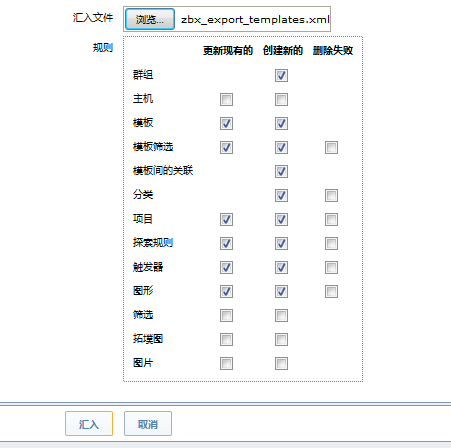 汇入文件 浏览... zbx_export_templates.xml
规则
更新现有的 创建新的 删除失败
群组
主机
模板
模板筛选
模板间的关联
分类
项目
探索规则
触发器
图形
筛选
拓墣图
图片
汇入 取消